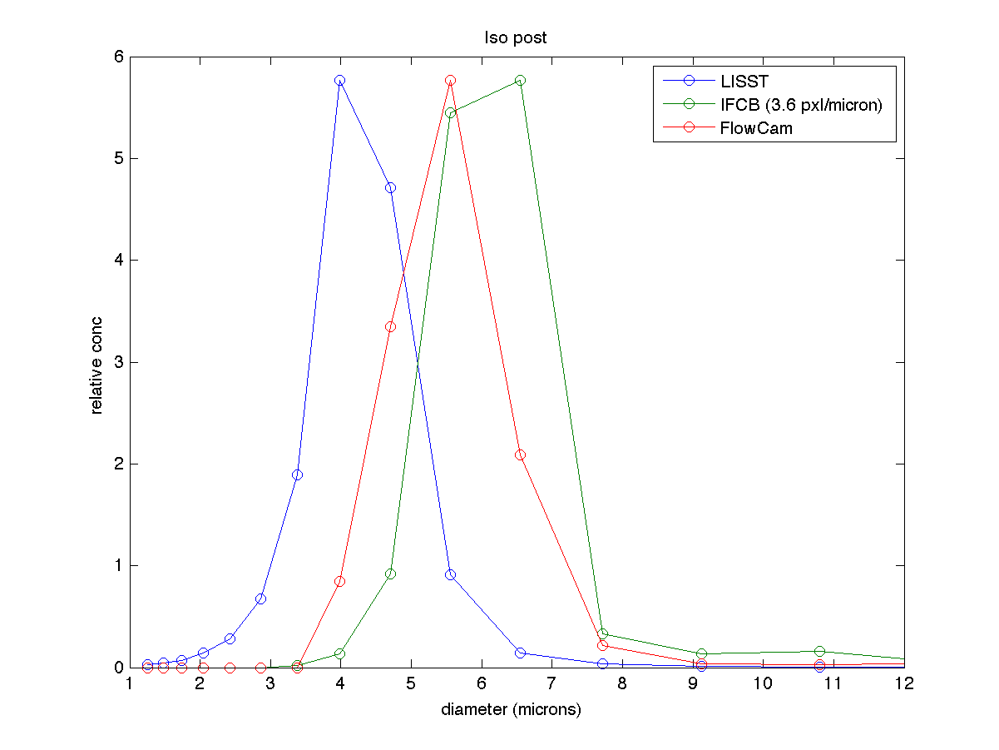 Iso post
6
LISST
IFCB (3.6 pxl/micron)
FlowCam
5
4
3
relative conc
2
1
0
1 2 3 4 5 6 7 8 9 10 11 12
diameter (microns)